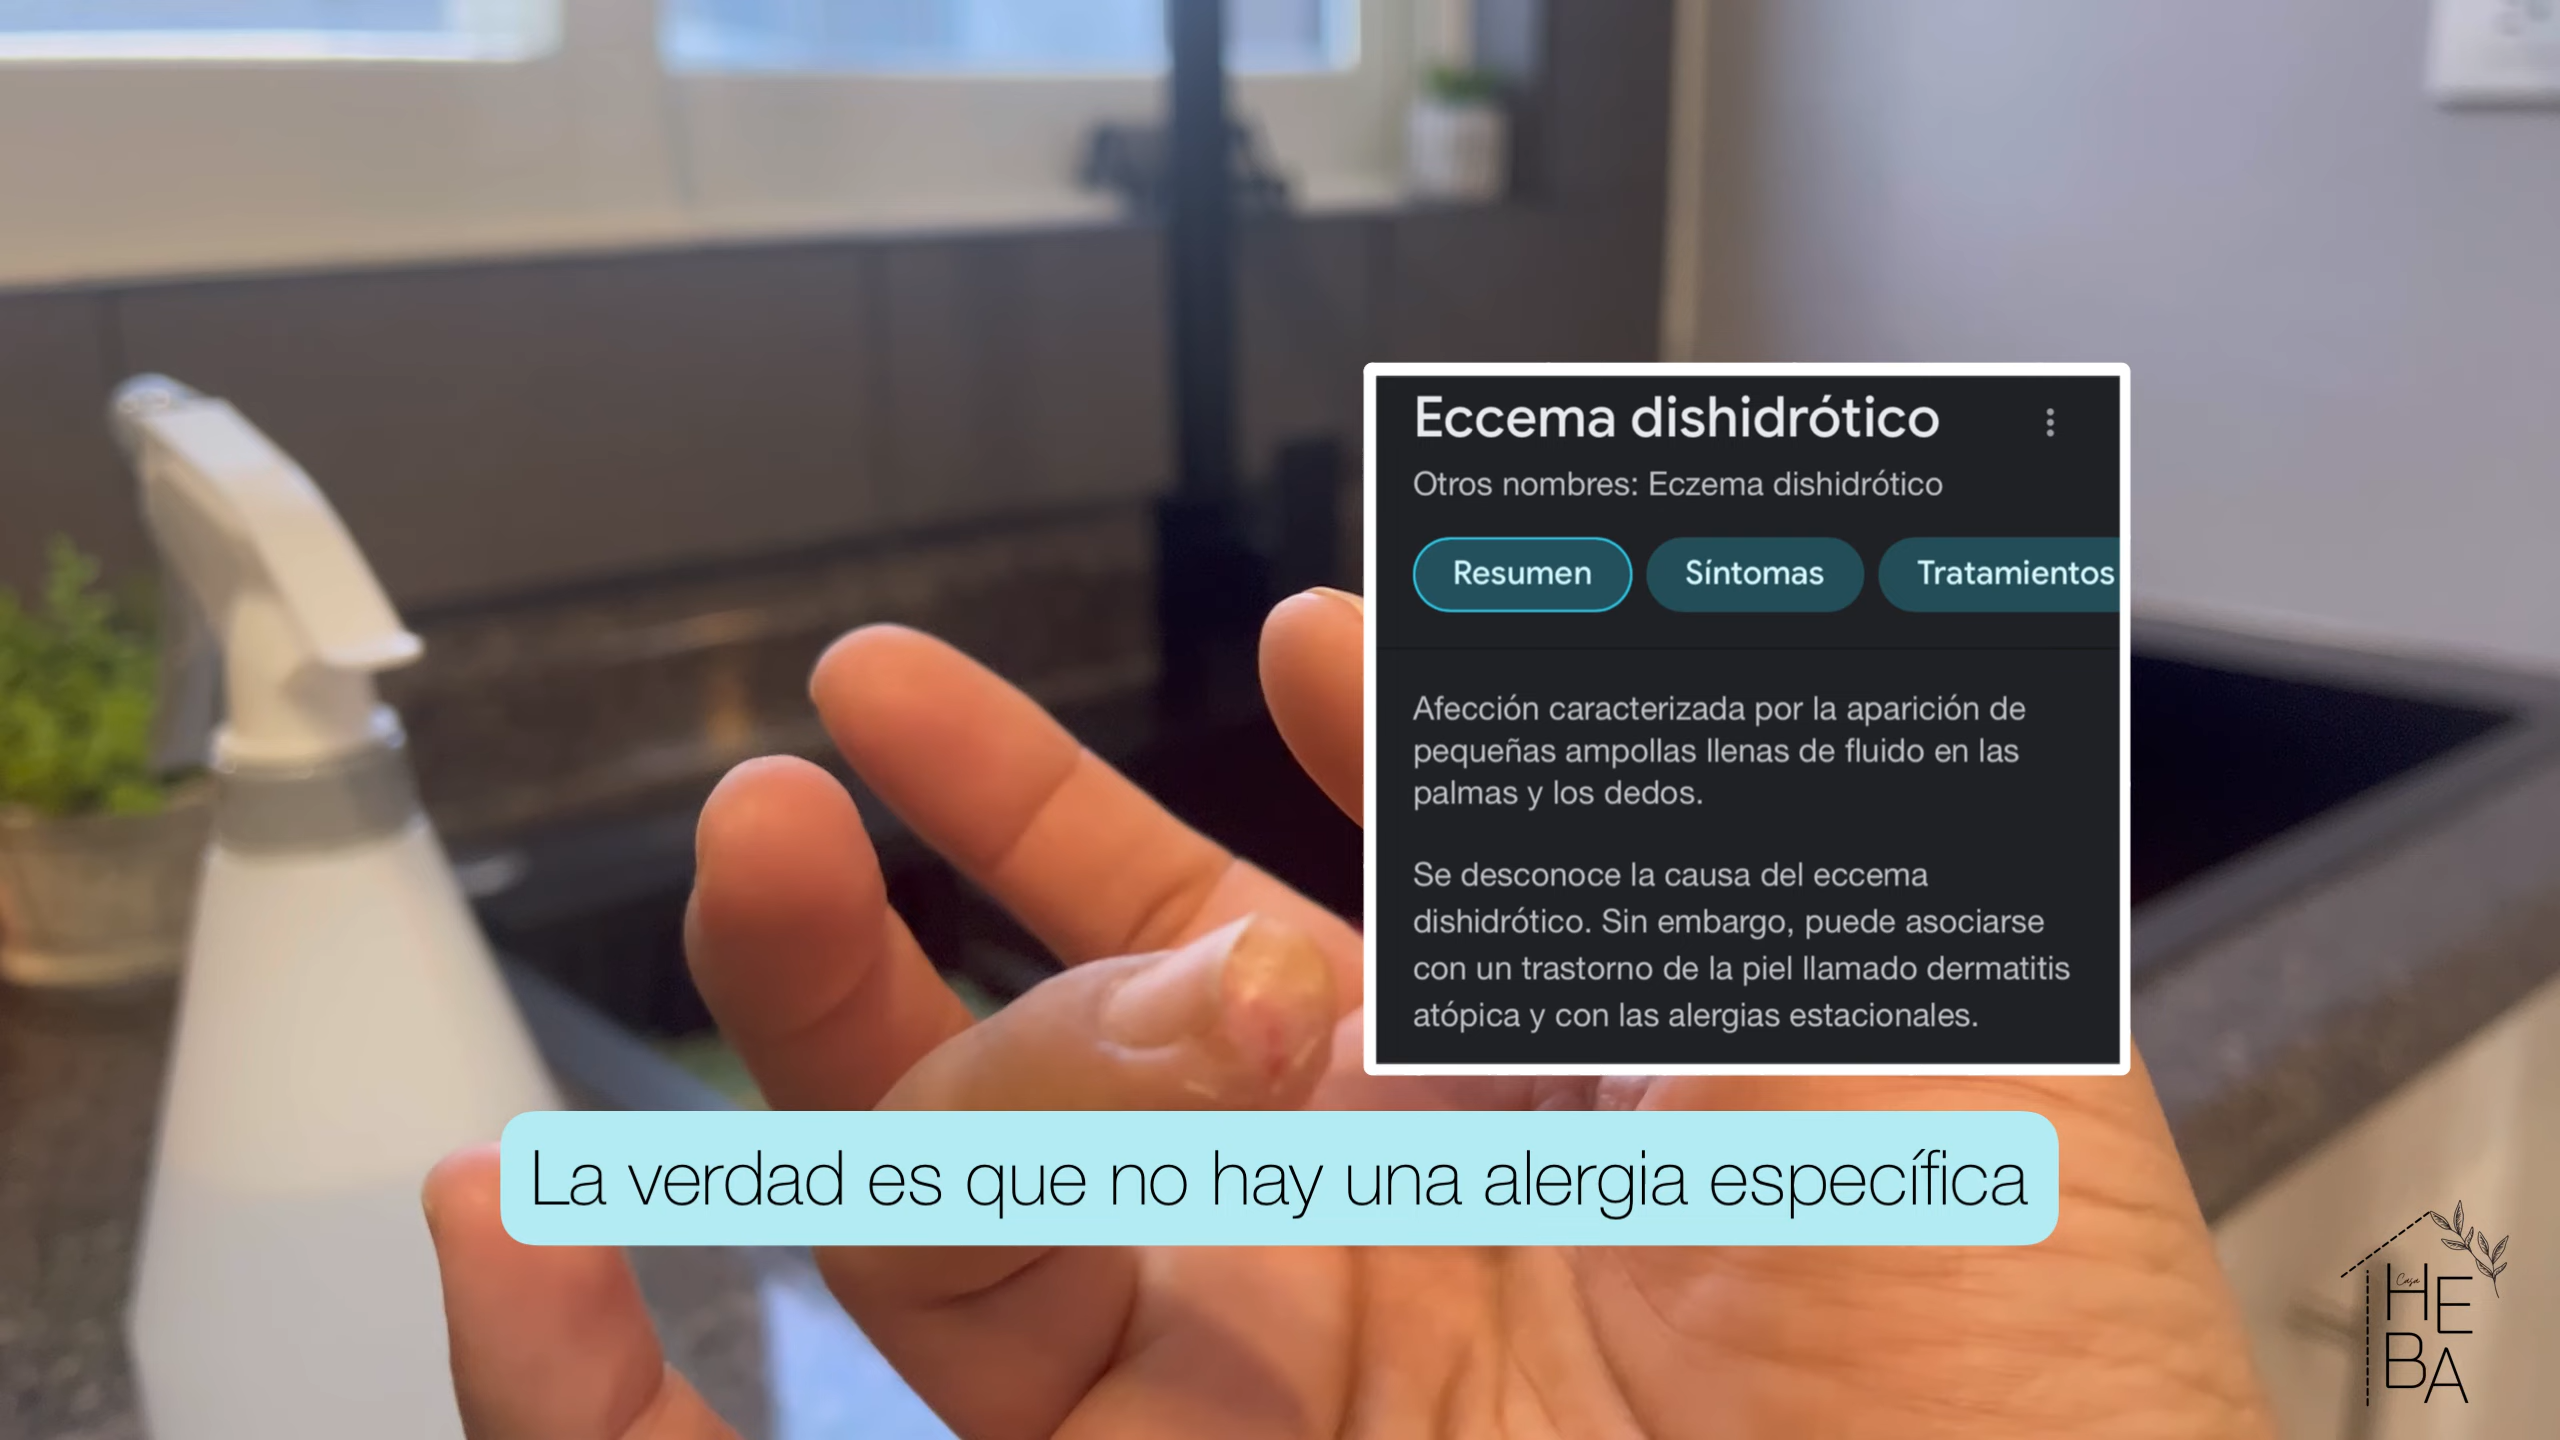 Eccema dishidrótico
Otros nombres: Eczema dishidrótico
Resumen Síntomas Tratamientos
Afección caracterizada por la aparición de
pequeñas ampollas llenas de fluido en las
palmas y los dedos.
Se desconoce la causa del eccema
dishidrótico. Sin embargo, puede asociarse
con un trastorno de la piel llamado dermatitis
atópica y con las alergias estacionales.
La verdad es que no hay una alergia específica
Casa
HE
BA